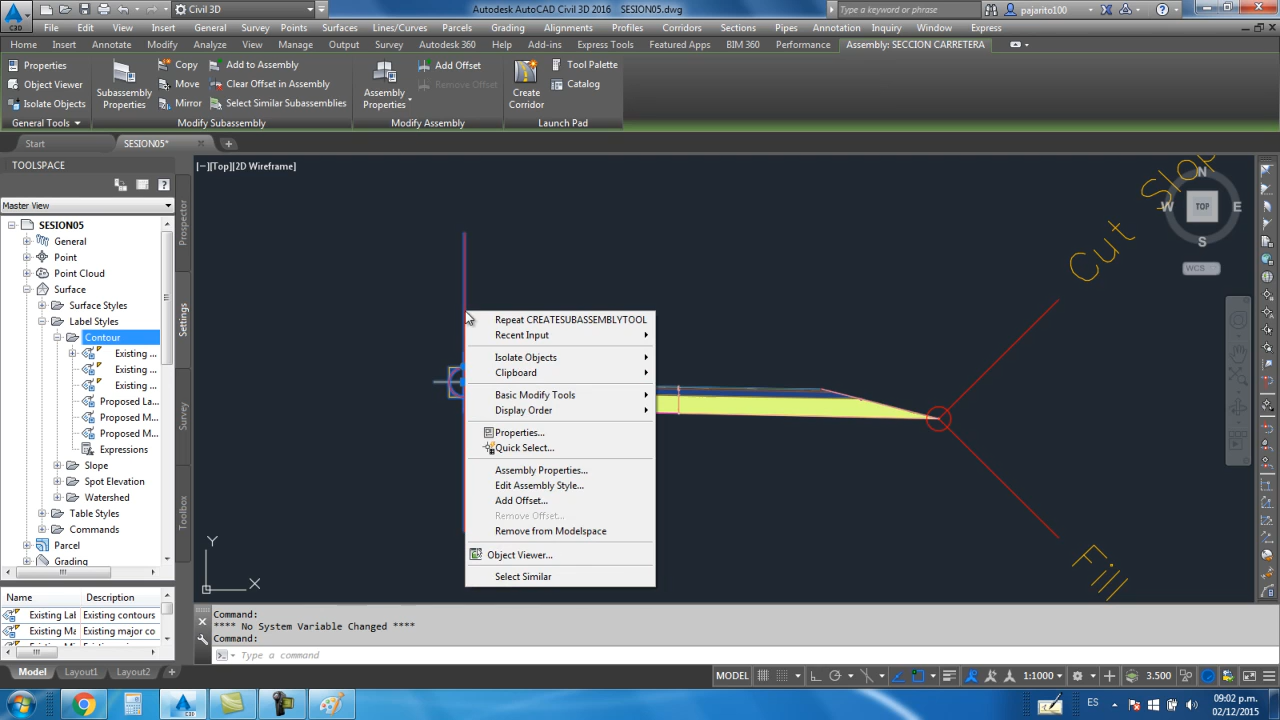 Civil 3D
Autodesk AutoCAD Civil 3D 2016 SESION05.dwg
Type a keyword or phrase
pajarito100
File Edit View Insert General Survey Points Surfaces Lines/Curves Parcels Grading Alignments Profiles Corridors Sections Pipes Annotation Inquiry Window Express
Home Insert Annotate Modify Analyze View Manage Output Survey Autodesk 360 Help Add-ins Express Tools Featured Apps BIM 360 Performance Assembly: SECCION CARRETERA
Properties
Object Viewer
Isolate Objects
General Tools
Subassembly Properties
Copy
Move
Mirror
Add to Assembly
Clear Offset in Assembly
Select Similar Subassemblies
Modify Subassembly
Assembly Properties
Add Offset
Remove Offset
Modify Assembly
Create Corridor
Tool Palette
Catalog
Launch Pad
Start SESION05*
TOOLSPACE
Master View
SESION05
General
Point
Point Cloud
Surface
Surface Styles
Label Styles
Contour
Existing ...
Existing ...
Existing ...
Proposed La...
Proposed M...
Proposed M...
Expressions
Slope
Spot Elevation
Watershed
Table Styles
Commands
Parcel
Grading
Name Description
Existing Lal Existing contours
Existing Ma Existing major co
Prospector
Settings
Toolbox
[−][Top][2D Wireframe]
Cut Slop
Fill
N
W TOP E
S
WCS
Y
X
Repeat CREATESUBASSEMBLYTOOL
Recent Input
Isolate Objects
Clipboard
Basic Modify Tools
Display Order
Properties...
Quick Select...
Assembly Properties...
Edit Assembly Style...
Add Offset...
Remove Offset...
Remove from Modelspace
Object Viewer...
Select Similar
Command:
**** No System Variable Changed ****
Command:
Type a command
Model Layout1 Layout2
MODEL 1:1000 3.500
ES 09:02 p.m.
02/12/2015